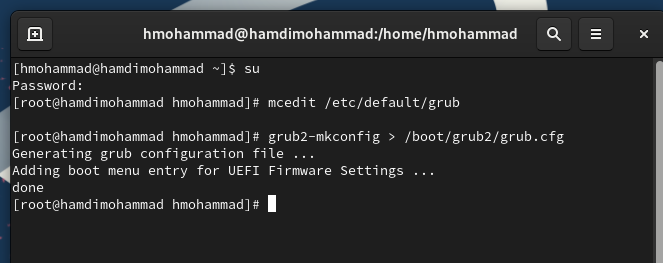 hmohammad@hamdimohammad:/home/hmohammad
[hmohammad@hamdimohammad ~]$ su
Password:
[root@hamdimohammad hmohammad]# mcedit /etc/default/grub
[root@hamdimohammad hmohammad]# grub2-mkconfig > /boot/grub2/grub.cfg
Generating grub configuration file ...
Adding boot menu entry for UEFI Firmware Settings ...
done
[root@hamdimohammad hmohammad]#